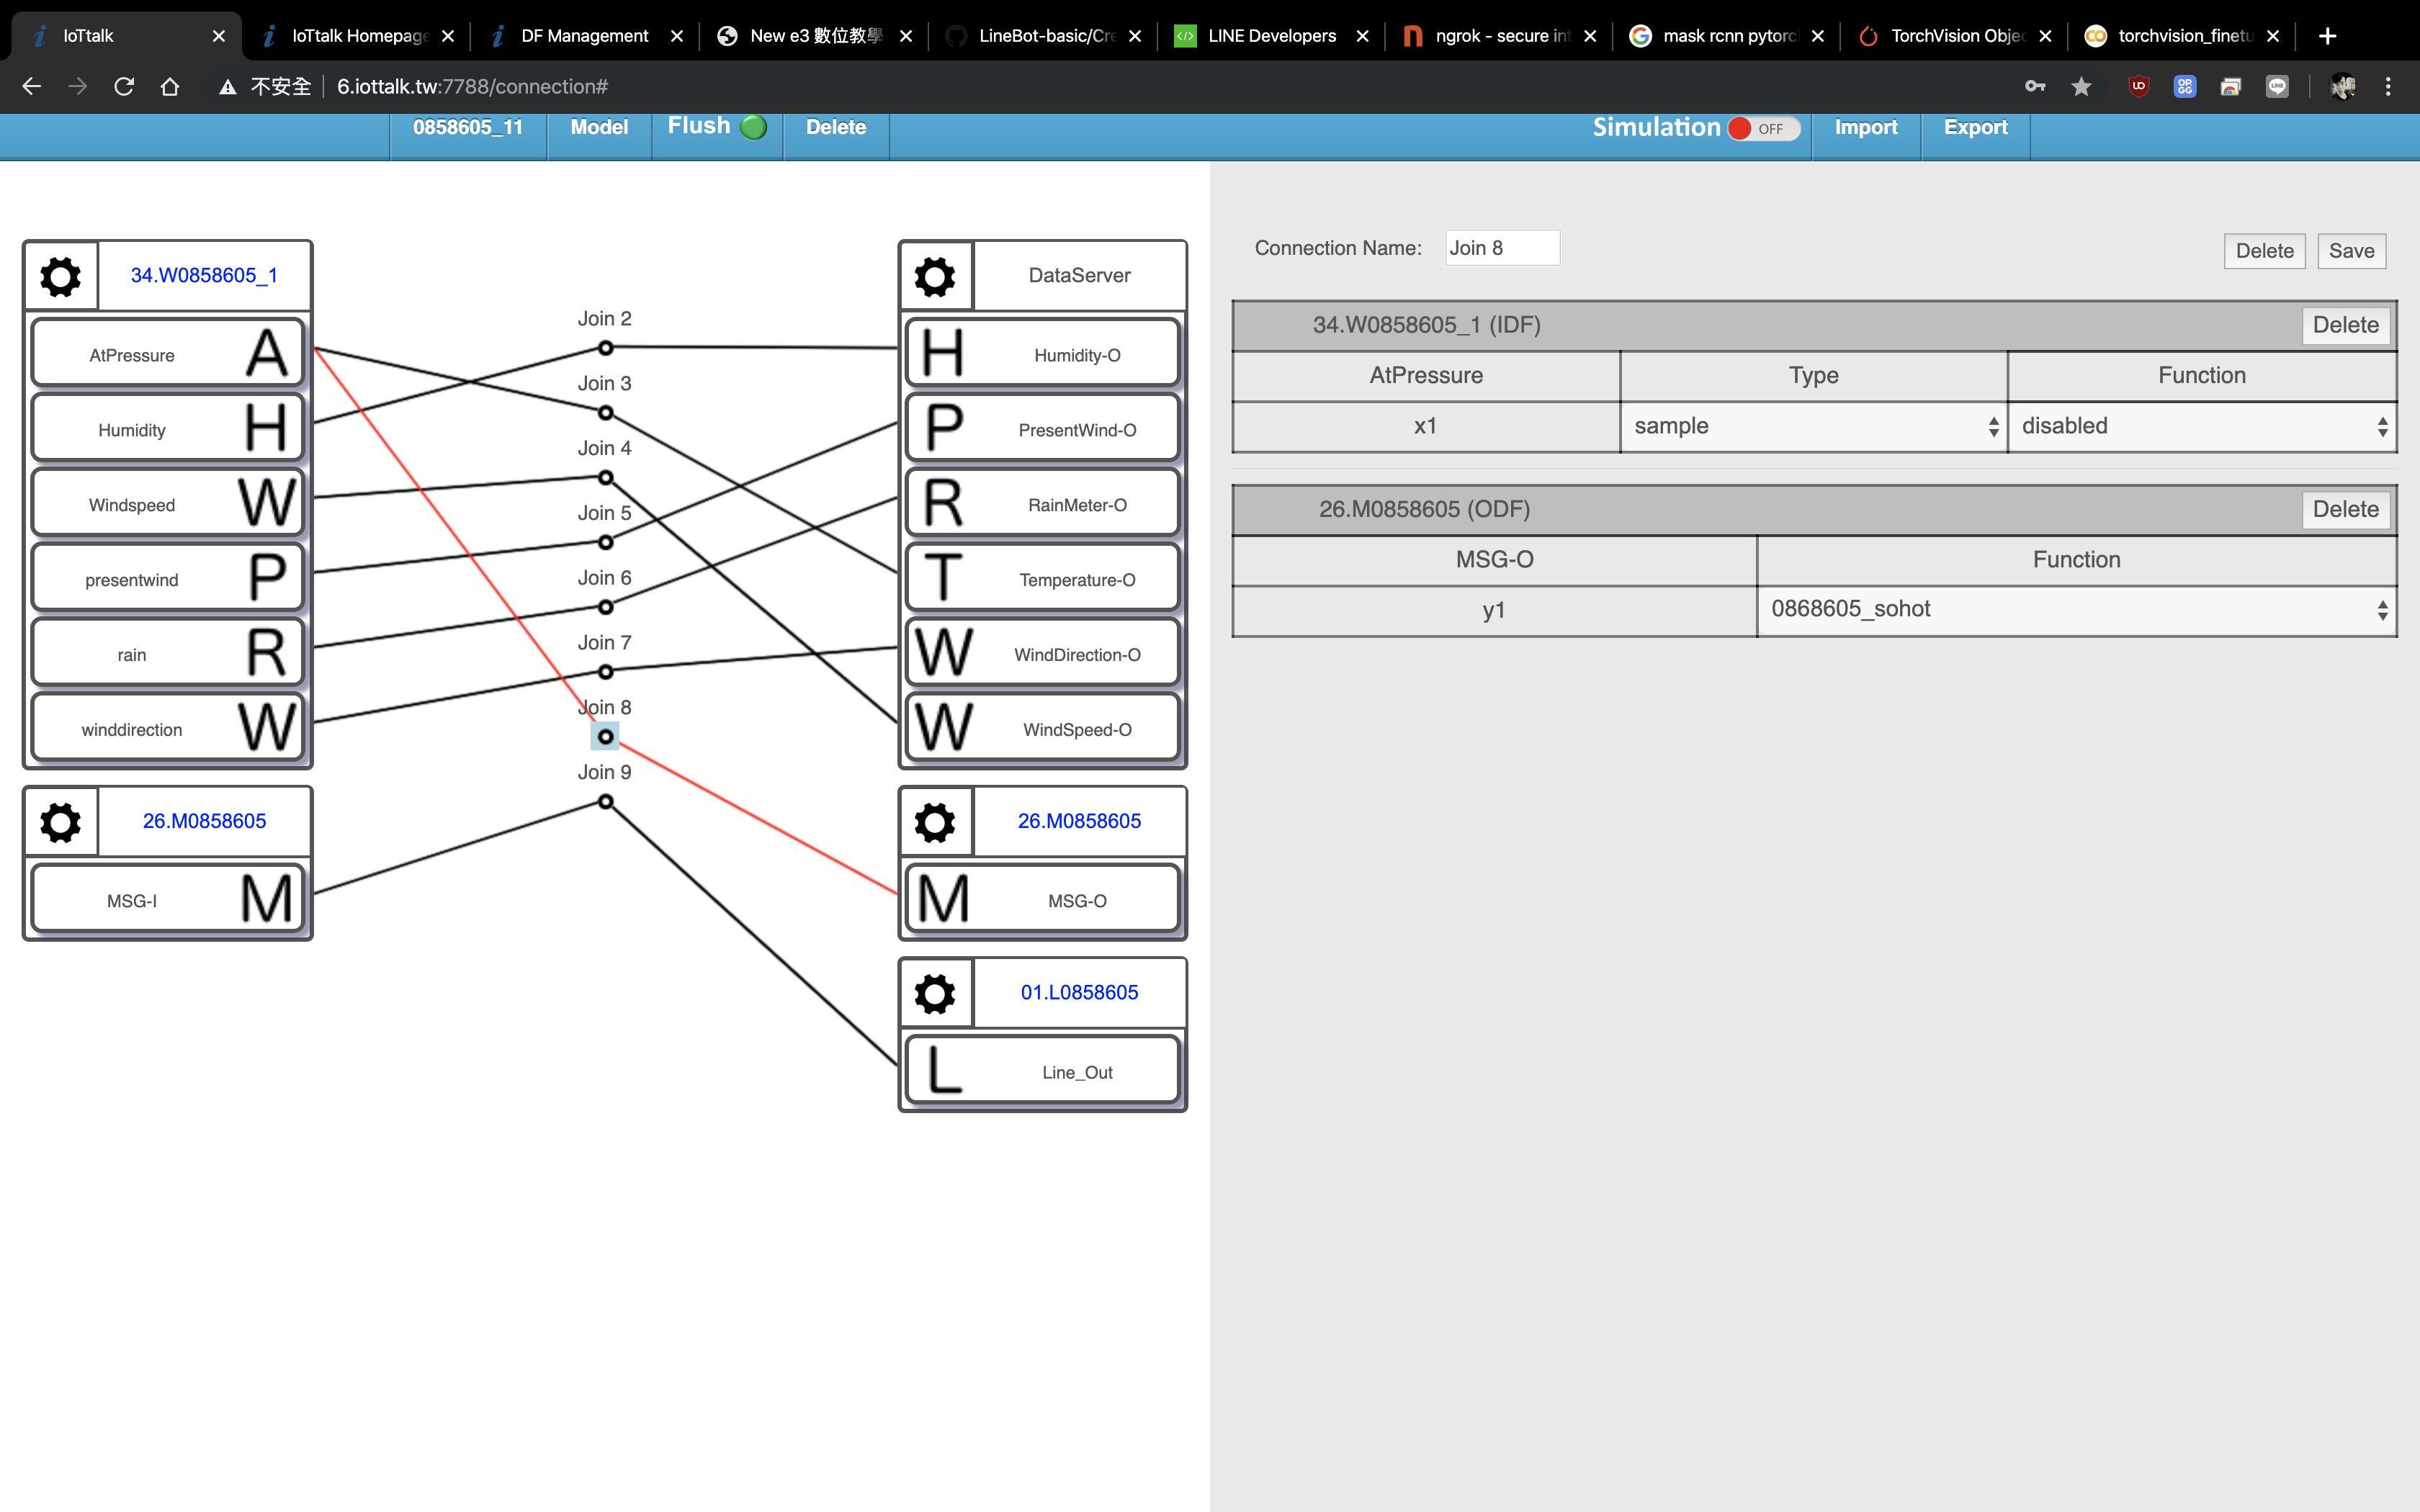 IoTtalk
IoTtalk Homepage
DF Management
New e3 數位教學
LineBot-basic/Cre
LINE Developers
ngrok - secure int
mask rcnn pytorc
TorchVision Objec
torchvision_finetu
不安全
6.iottalk.tw:7788/connection#
0858605_11
Model
Flush
Delete
Simulation
OFF
Import
Export
34.W0858605_1
AtPressure
A
Humidity
H
Windspeed
W
presentwind
P
rain
R
winddirection
W
26.M0858605
MSG-I
M
Join 2
Join 3
Join 4
Join 5
Join 6
Join 7
Join 8
Join 9
DataServer
H
Humidity-O
P
PresentWind-O
R
RainMeter-O
T
Temperature-O
W
WindDirection-O
W
WindSpeed-O
26.M0858605
M
MSG-O
01.L0858605
L
Line_Out
Connection Name:
Join 8
Delete
Save
34.W0858605_1 (IDF)
Delete
AtPressure
Type
Function
x1
sample
disabled
26.M0858605 (ODF)
Delete
MSG-O
Function
y1
0868605_sohot